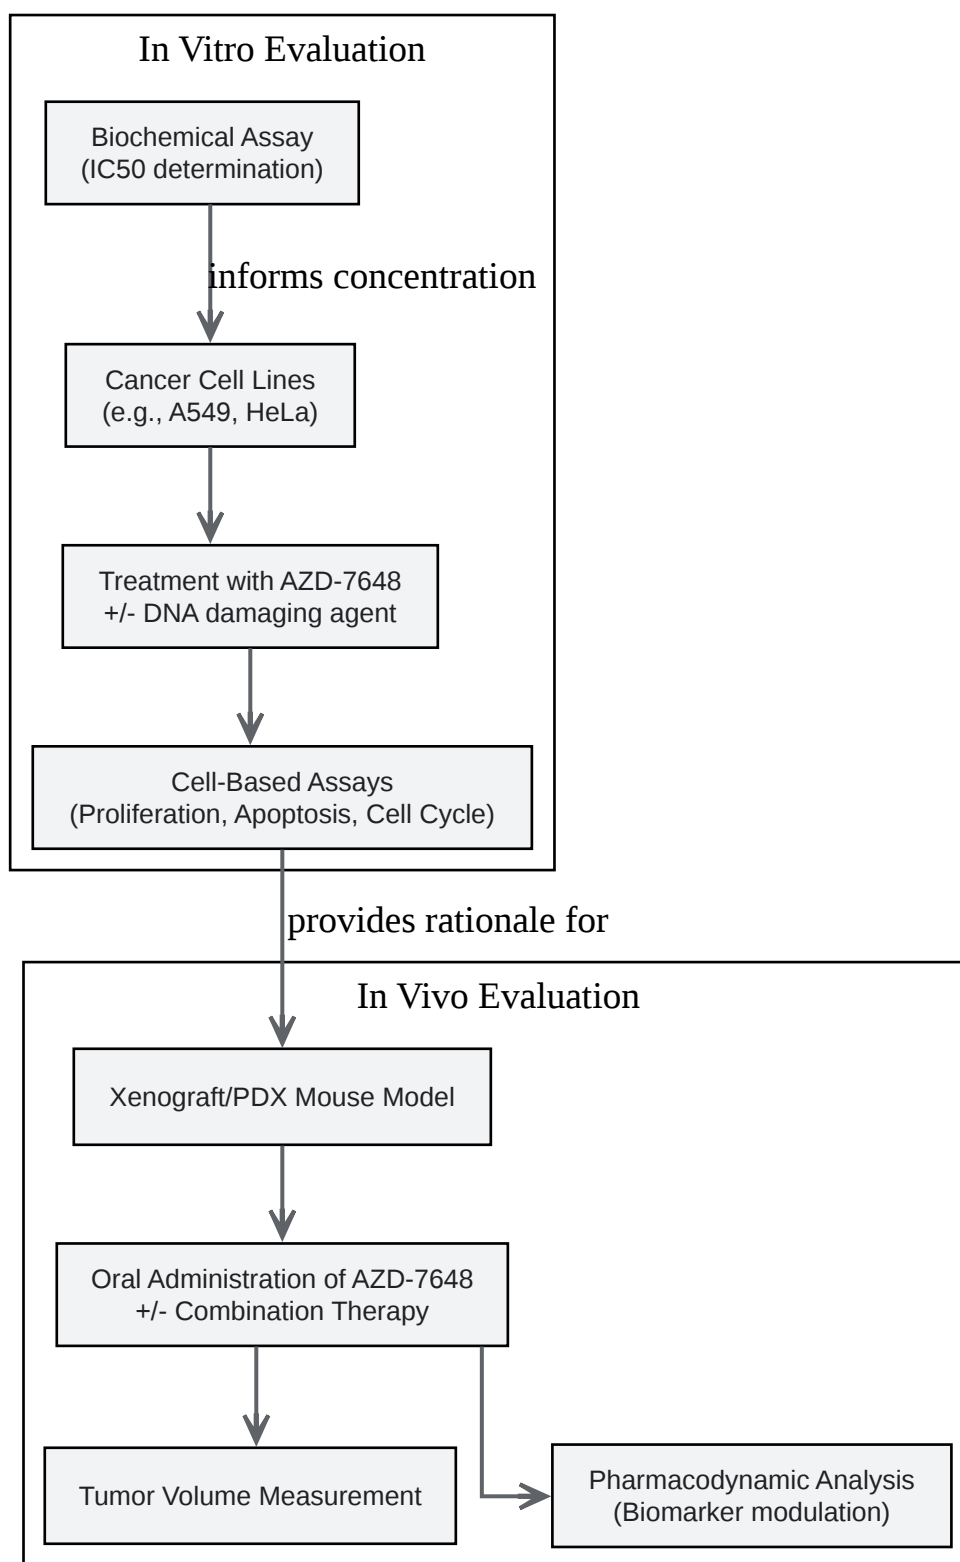 In Vitro Evaluation
Biochemical Assay
(IC50 determination)
informs concentration
Cancer Cell Lines
(e.g., A549, HeLa)
Treatment with AZD-7648
+/- DNA damaging agent
Cell-Based Assays
(Proliferation, Apoptosis, Cell Cycle)
provides rationale for
In Vivo Evaluation
Xenograft/PDX Mouse Model
Oral Administration of AZD-7648
+/- Combination Therapy
Tumor Volume Measurement
Pharmacodynamic Analysis
(Biomarker modulation)